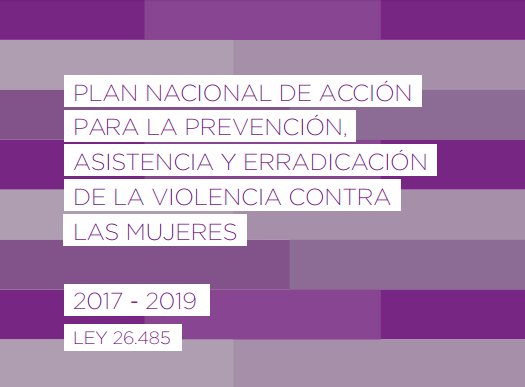 PLAN NACIONAL DE ACCIÓN
PARA LA PREVENCIÓN,
ASISTENCIA Y ERRADICACIÓN
DE LA VIOLENCIA CONTRA
LAS MUJERES
2017 - 2019
LEY 26.485